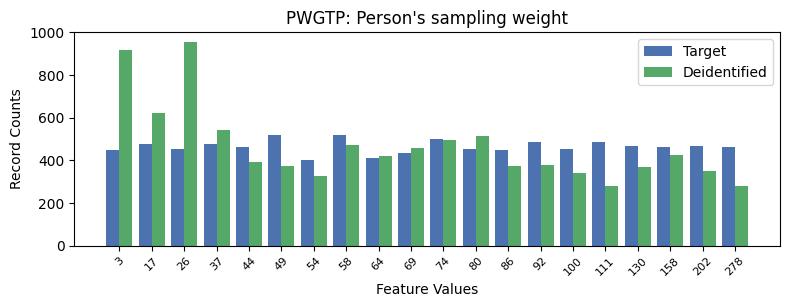 PWGTP: Person's sampling weight
Record Counts
1000
800
600
400
200
0
Target
Deidentified
3 17 26 37 44 49 54 58 64 69 74 80 86 92 100 111 130 158 202 278
Feature Values